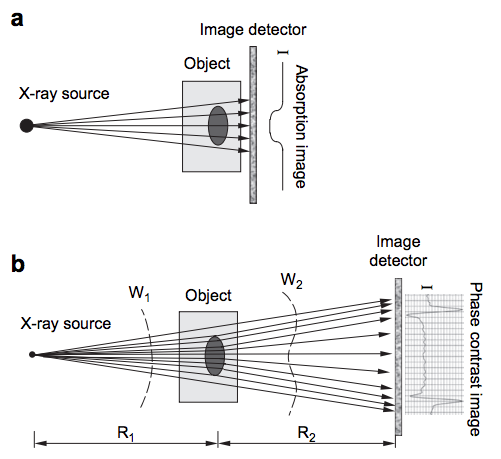 a
Image detector
Object
X-ray source
I
Absorption image
b
Image
detector
W1
W2
Object
X-ray source
I
Phase contrast image
R1
R2